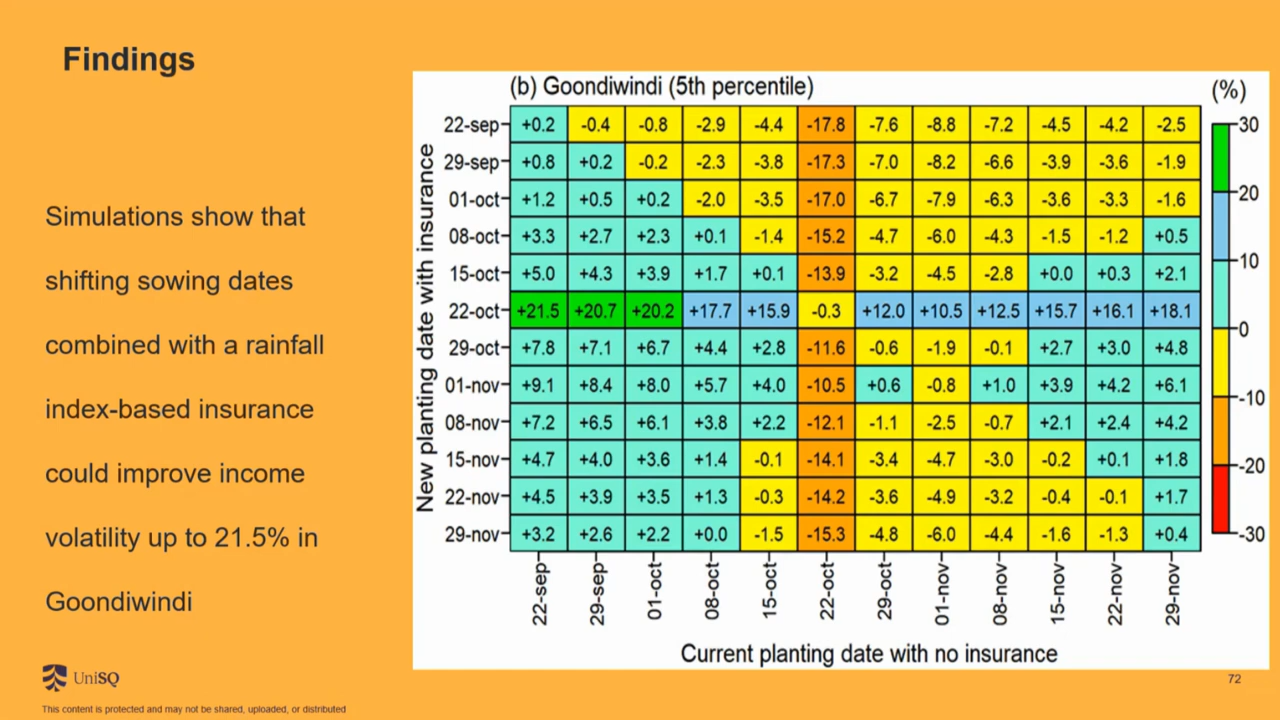 Findings
Simulations show that
shifting sowing dates
combined with a rainfall
index-based insurance
could improve income
volatility up to 21.5% in
Goondiwindi
(b) Goondiwindi (5th percentile)
(%)
New planting date with insurance
22-sep +0.2 -0.4 -0.8 -2.9 -4.4 -17.8 -7.6 -8.8 -7.2 -4.5 -4.2 -2.5
29-sep +0.8 +0.2 -0.2 -2.3 -3.8 -17.3 -7.0 -8.2 -6.6 -3.9 -3.6 -1.9
01-oct +1.2 +0.5 +0.2 -2.0 -3.5 -17.0 -6.7 -7.9 -6.3 -3.6 -3.3 -1.6
08-oct +3.3 +2.7 +2.3 +0.1 -1.4 -15.2 -4.7 -6.0 -4.3 -1.5 -1.2 +0.5
15-oct +5.0 +4.3 +3.9 +1.7 +0.1 -13.9 -3.2 -4.5 -2.8 +0.0 +0.3 +2.1
22-oct +21.5 +20.7 +20.2 +17.7 +15.9 -0.3 +12.0 +10.5 +12.5 +15.7 +16.1 +18.1
29-oct +7.8 +7.1 +6.7 +4.4 +2.8 -11.6 -0.6 -1.9 -0.1 +2.7 +3.0 +4.8
01-nov +9.1 +8.4 +8.0 +5.7 +4.0 -10.5 +0.6 -0.8 +1.0 +3.9 +4.2 +6.1
08-nov +7.2 +6.5 +6.1 +3.8 +2.2 -12.1 -1.1 -2.5 -0.7 +2.1 +2.4 +4.2
15-nov +4.7 +4.0 +3.6 +1.4 -0.1 -14.1 -3.4 -4.7 -3.0 -0.2 +0.1 +1.8
22-nov +4.5 +3.9 +3.5 +1.3 -0.3 -14.2 -3.6 -4.9 -3.2 -0.4 -0.1 +1.7
29-nov +3.2 +2.6 +2.2 +0.0 -1.5 -15.3 -4.8 -6.0 -4.4 -1.6 -1.3 +0.4
22-sep 29-sep 01-oct 08-oct 15-oct 22-oct 29-oct 01-nov 08-nov 15-nov 22-nov 29-nov
Current planting date with no insurance
30
20
10
0
-10
-20
-30
UniSQ
72
This content is protected and may not be shared, uploaded, or distributed